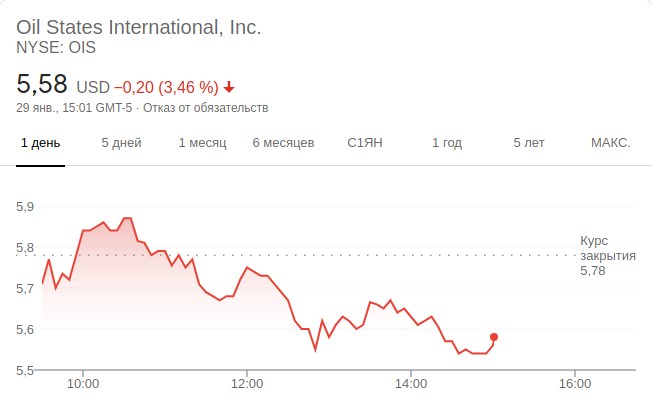 Oil States International, Inc.
NYSE: OIS
5,58 USD −0,20 (3,46 %)
29 янв., 15:01 GMT-5 · Отказ от обязательств
1 день 5 дней 1 месяц 6 месяцев С1ЯН 1 год 5 лет МАКС.
5,9
5,8
5,7
5,6
5,5
Курс
закрытия
5,78
10:00 12:00 14:00 16:00